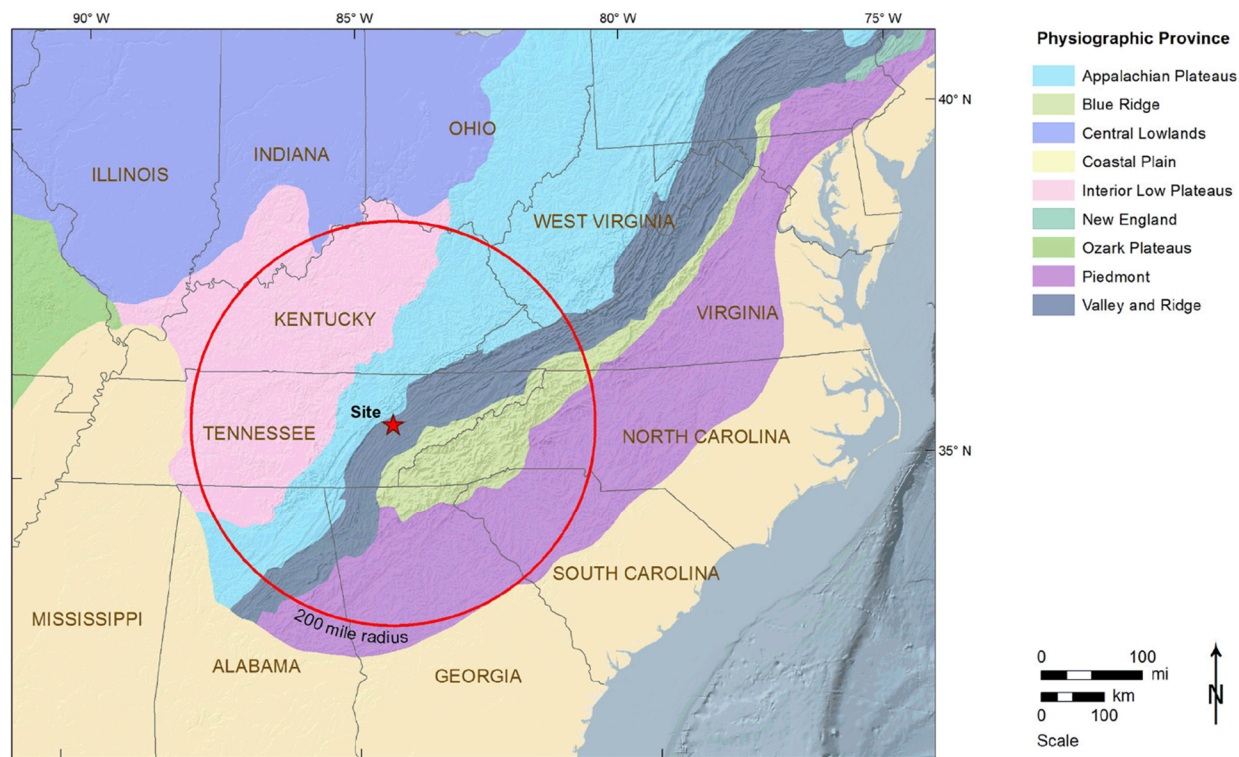 90° W
85° W
80° W
75° W
40° N
35° N
OHIO
INDIANA
ILLINOIS
WEST VIRGINIA
KENTUCKY
VIRGINIA
Site
TENNESSEE
NORTH CAROLINA
SOUTH CAROLINA
MISSISSIPPI
200 mile radius
ALABAMA
GEORGIA
Physiographic Province
Appalachian Plateaus
Blue Ridge
Central Lowlands
Coastal Plain
Interior Low Plateaus
New England
Ozark Plateaus
Piedmont
Valley and Ridge
0 100
mi
km
0 100
Scale
N